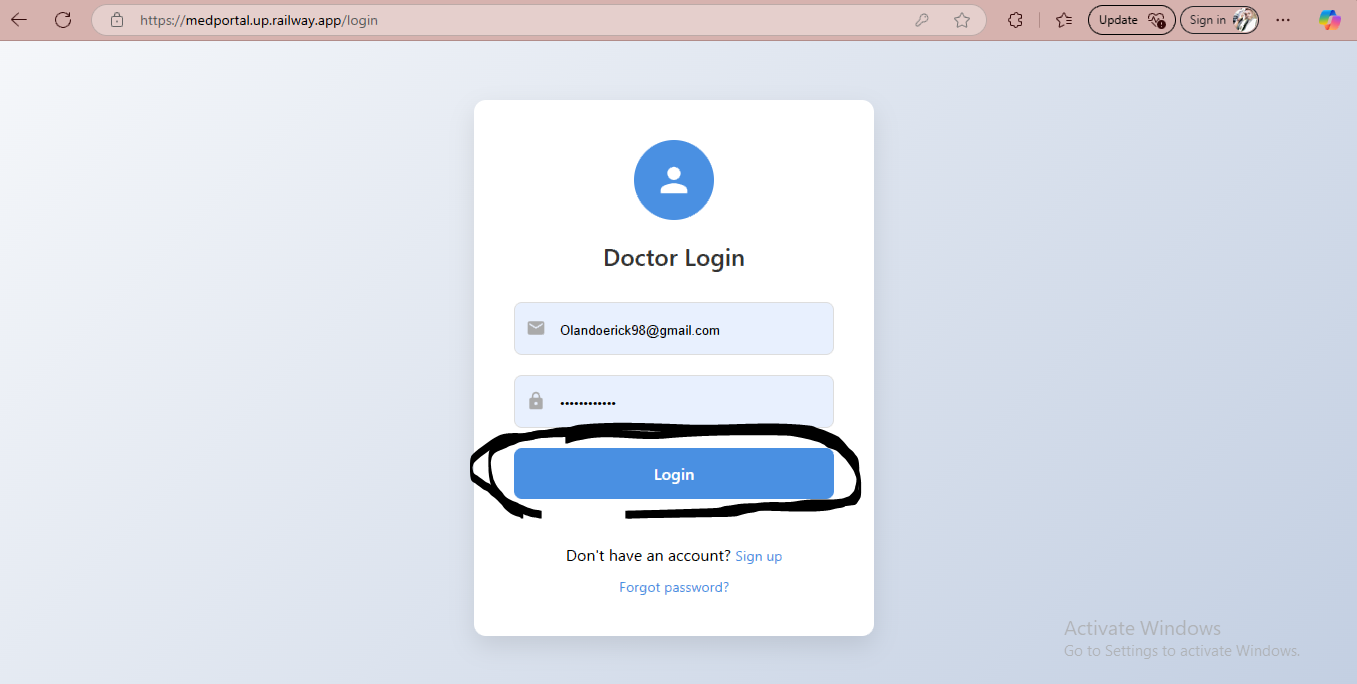 https://medportal.up.railway.app/login
Update
Sign in
Doctor Login
Olandoerick98@gmail.com
••••••••••••
Login
Don't have an account? Sign up
Forgot password?
Activate Windows
Go to Settings to activate Windows.